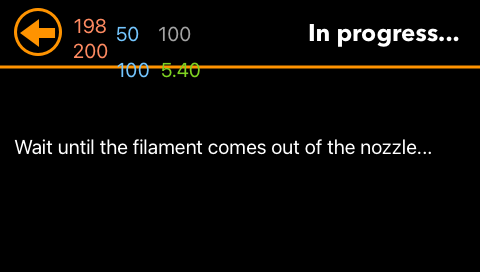 198 50 100 In progress...
200
100 5.40
Wait until the filament comes out of the nozzle...